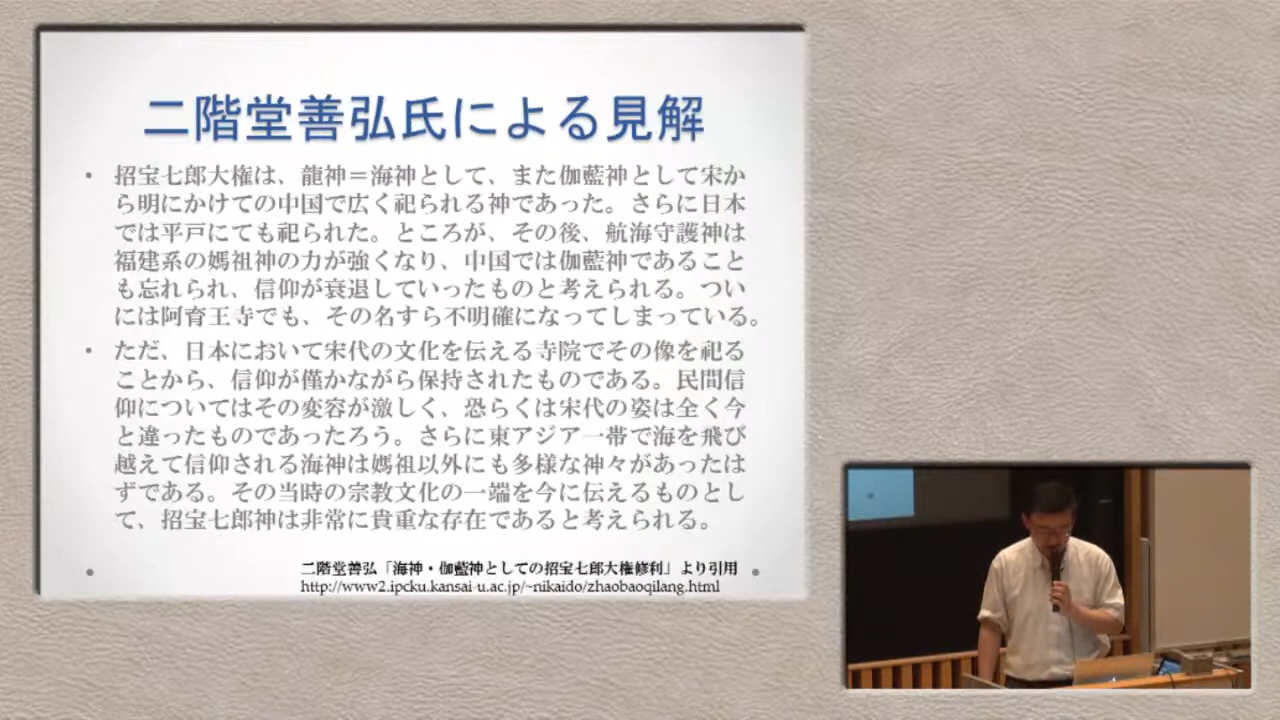 二階堂善弘氏による見解
• 招宝七郎大権は、龍神＝海神として、また伽藍神として宋か
ら明にかけての中国で広く祀られる神であった。さらに日本
では平戸にても祀られた。ところが、その後、航海守護神は
福建系の媽祖神の力が強くなり、中国では伽藍神であること
も忘れられ、信仰が衰退していったものと考えられる。つい
には阿育王寺でも、その名すら不明確になってしまっている。
• ただ、日本において宋代の文化を伝える寺院でその像を祀る
ことから、信仰が僅かながら保持されたものである。民間信
仰についてはその変容が激しく、恐らくは宋代の姿は全く今
と違ったものであったろう。さらに東アジア一帯で海を飛び
越えて信仰される海神は媽祖以外にも多様な神々があったは
ずである。その当時の宗教文化の一端を今に伝えるものとし
て、招宝七郎神は非常に貴重な存在であると考えられる。
二階堂善弘「海神・伽藍神としての招宝七郎大権修利」より引用
http://www2.ipcku.kansai-u.ac.jp/~nikaido/zhaobaoqilang.html